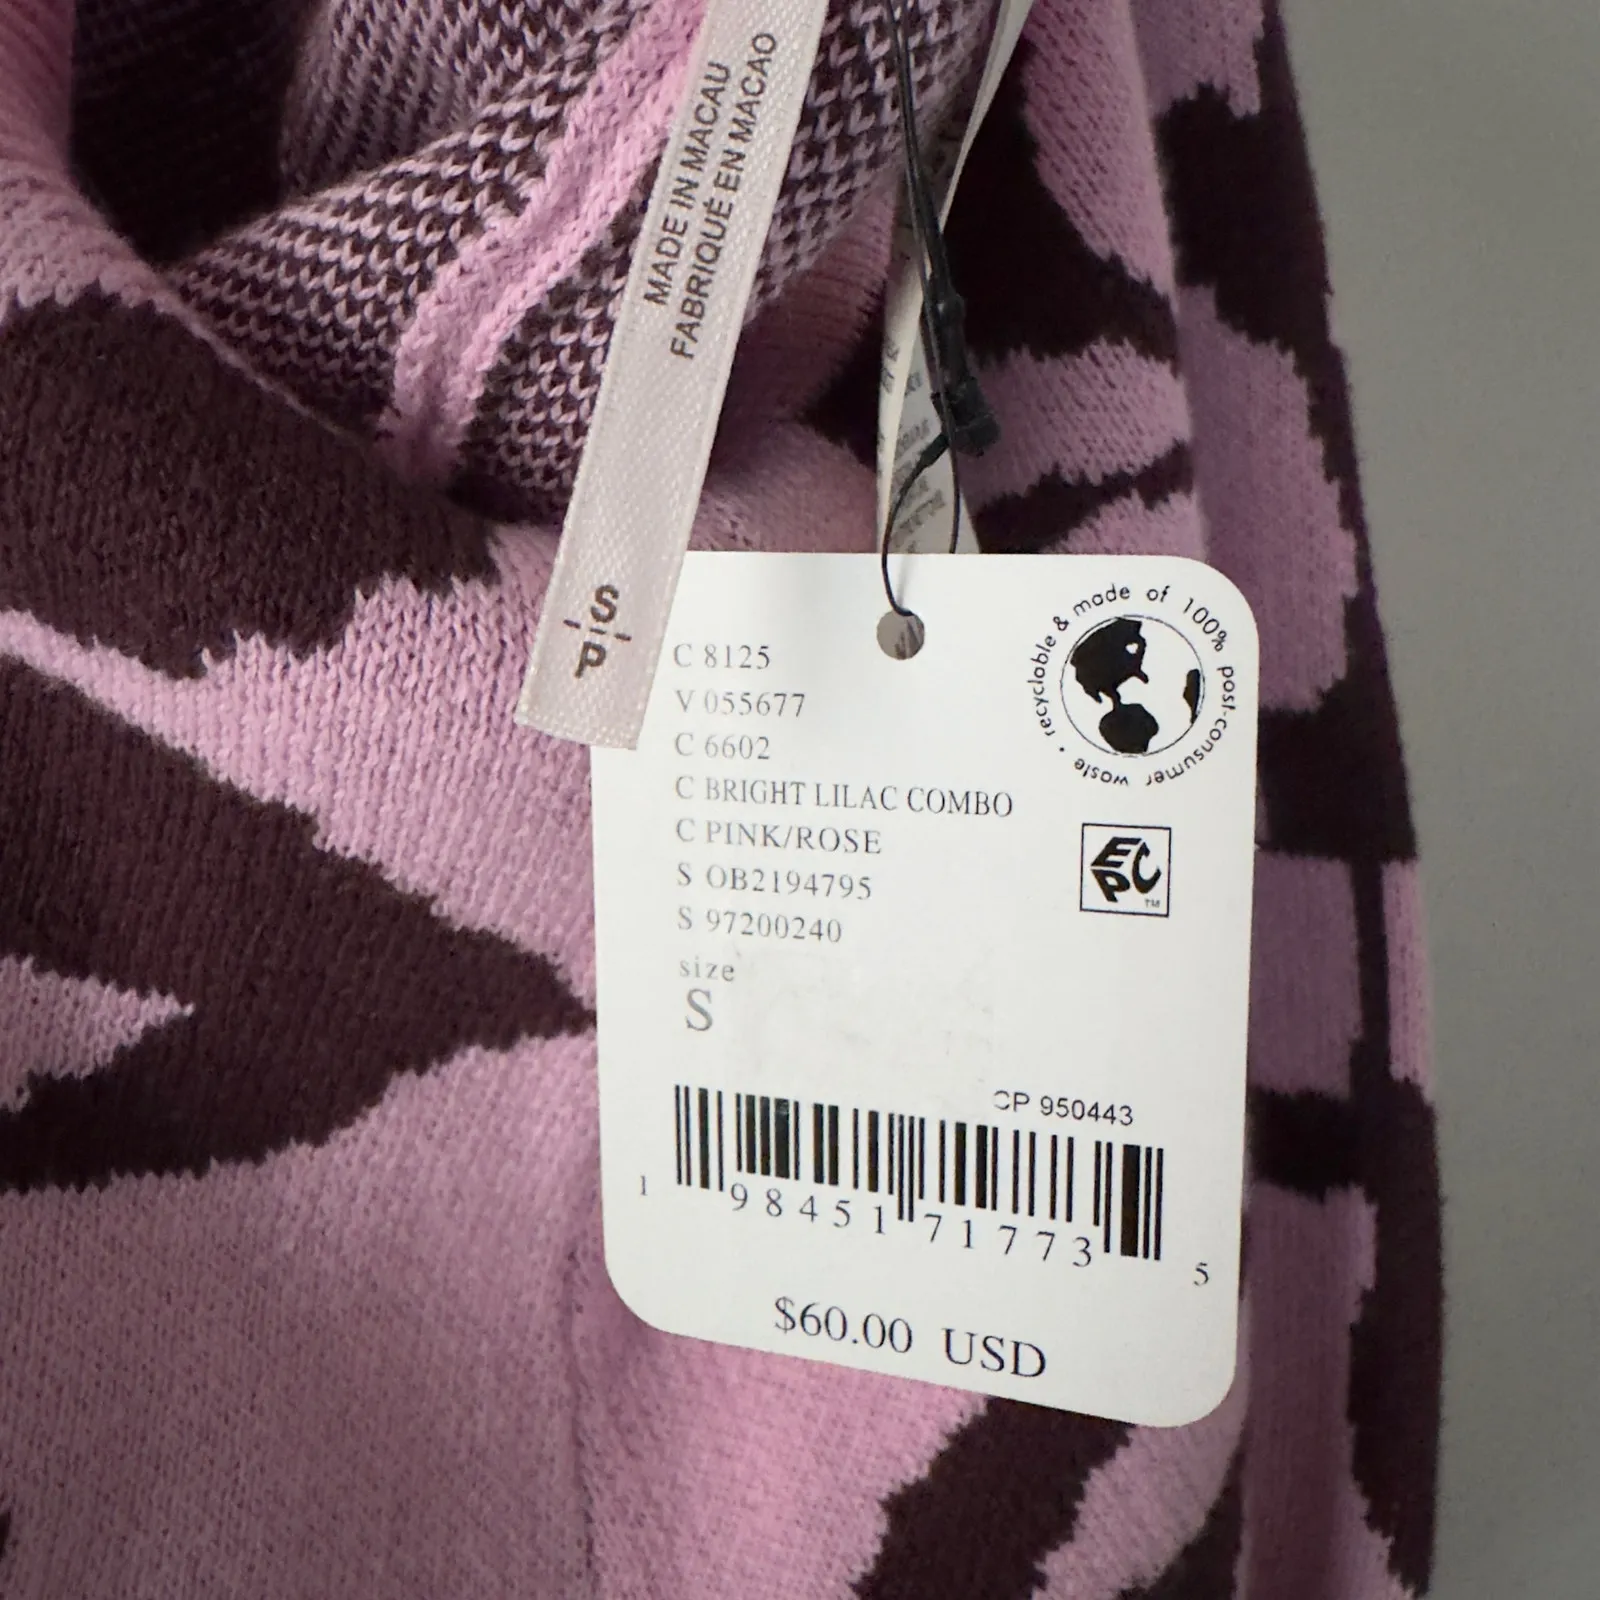 MADE IN MACAU
FABRIQUÉ EN MACAO
S
P
C 8125
V 055677
C 6602
C BRIGHT LILAC COMBO
C PINK/ROSE
S OB2194795
S 97200240
size
S
recyclable & made of 100% post-consumer waste •
EPC
TM
CP 950443
1 98451 71773 5
$60.00 USD